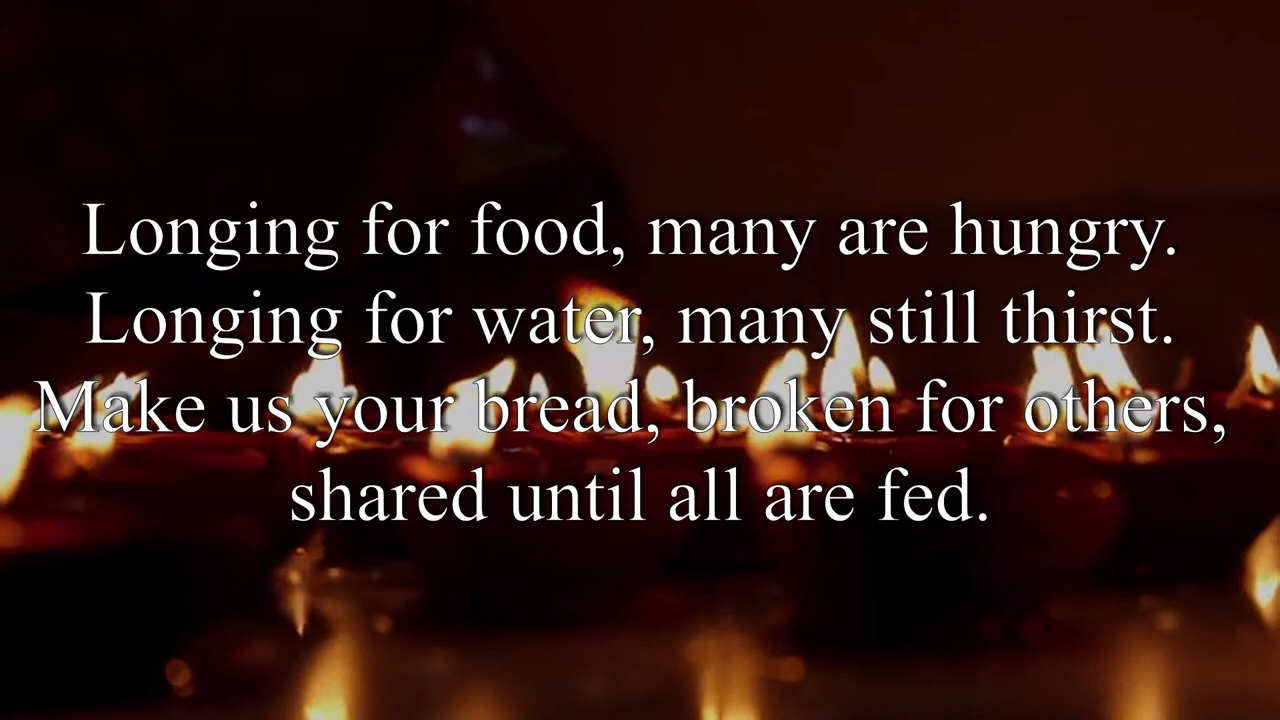 Longing for food, many are hungry.
Longing for water, many still thirst.
Make us your bread, broken for others,
shared until all are fed.